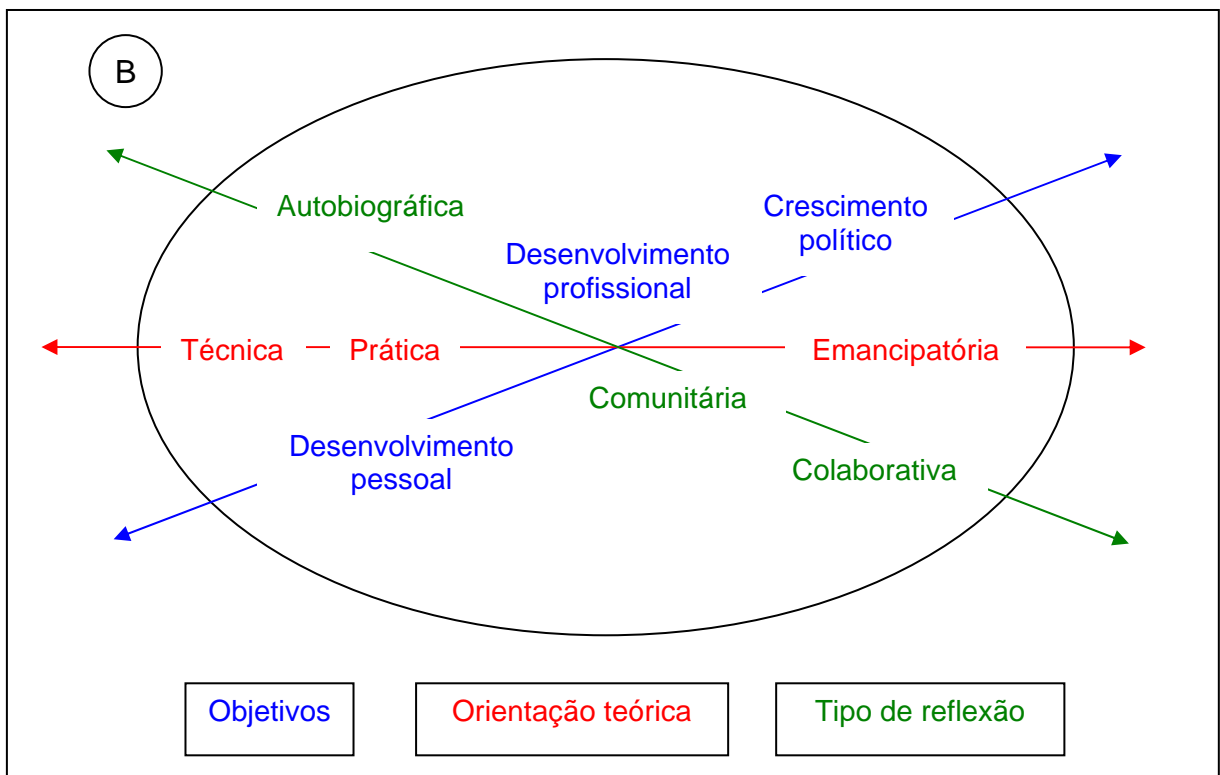 B
Autobiográfica
Crescimento
político
Desenvolvimento
profissional
Técnica
Prática
Emancipatória
Comunitária
Desenvolvimento
pessoal
Colaborativa
Objetivos
Orientação teórica
Tipo de reflexão